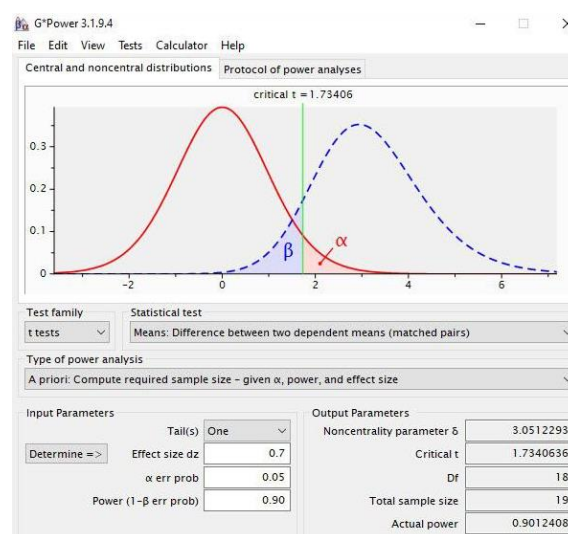 G*Power 3.1.9.4
File Edit View Tests Calculator Help
Central and noncentral distributions Protocol of power analyses
critical t = 1.73406
0.3
0.2
0.1
0
-2 0 2 4 6
β α
Test family Statistical test
t tests Means: Difference between two dependent means (matched pairs)
Type of power analysis
A priori: Compute required sample size – given α, power, and effect size
Input Parameters Output Parameters
Tail(s) One Noncentrality parameter δ 3.0512293
Determine => Effect size dz 0.7 Critical t 1.7340636
α err prob 0.05 Df 18
Power (1-β err prob) 0.90 Total sample size 19
Actual power 0.9012408